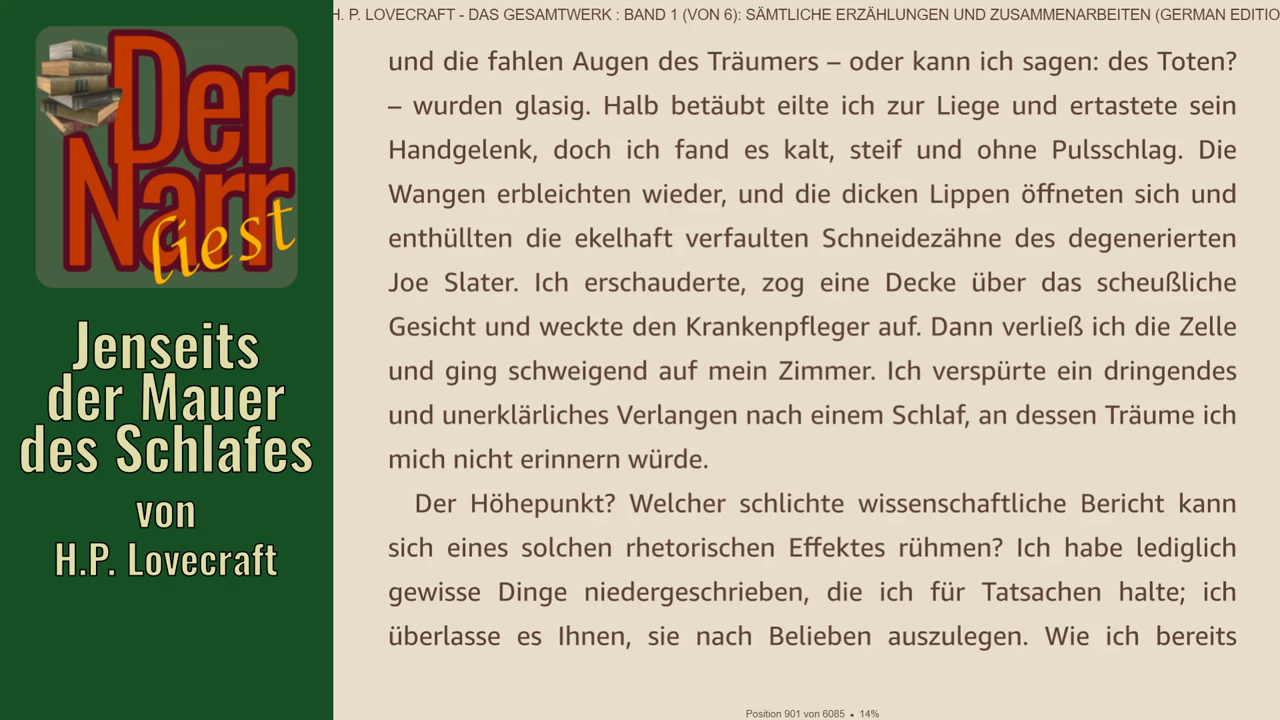 Der
Narr
liest
Jenseits
der Mauer
des Schlafes
von
H.P. Lovecraft
H. P. LOVECRAFT - DAS GESAMTWERK : BAND 1 (VON 6): SÄMTLICHE ERZÄHLUNGEN UND ZUSAMMENARBEITEN (GERMAN EDITIO
und die fahlen Augen des Träumers – oder kann ich sagen: des Toten?
– wurden glasig. Halb betäubt eilte ich zur Liege und ertastete sein
Handgelenk, doch ich fand es kalt, steif und ohne Pulsschlag. Die
Wangen erbleichten wieder, und die dicken Lippen öffneten sich und
enthüllten die ekelhaft verfaulten Schneidezähne des degenerierten
Joe Slater. Ich erschauderte, zog eine Decke über das scheußliche
Gesicht und weckte den Krankenpfleger auf. Dann verließ ich die Zelle
und ging schweigend auf mein Zimmer. Ich verspürte ein dringendes
und unerklärliches Verlangen nach einem Schlaf, an dessen Träume ich
mich nicht erinnern würde.
Der Höhepunkt? Welcher schlichte wissenschaftliche Bericht kann
sich eines solchen rhetorischen Effektes rühmen? Ich habe lediglich
gewisse Dinge niedergeschrieben, die ich für Tatsachen halte; ich
überlasse es Ihnen, sie nach Belieben auszulegen. Wie ich bereits
Position 901 von 6085 • 14%